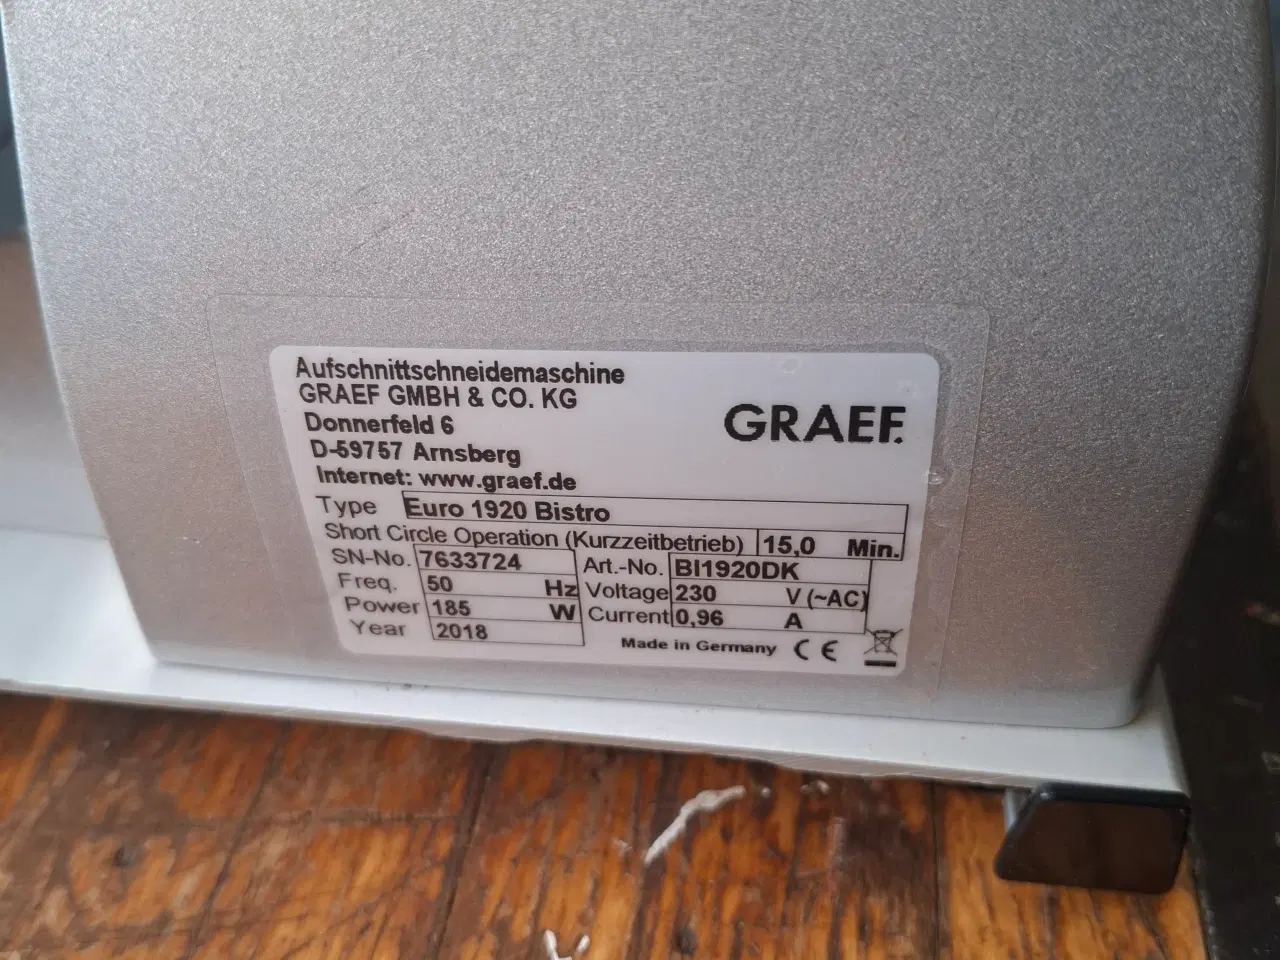 Aufschnittschneidemaschine
GRAEF GMBH & CO. KG
Donnerfeld 6
D-59757 Arnsberg
Internet: www.graef.de
GRAEF.
Type Euro 1920 Bistro
Short Circle Operation (Kurzzeitbetrieb) 15,0 Min.
SN-No. 7633724 Art.-No. BI1920DK
Freq. 50 Hz Voltage 230 V (~AC)
Power 185 W Current 0,96 A
Year 2018 Made in Germany CE